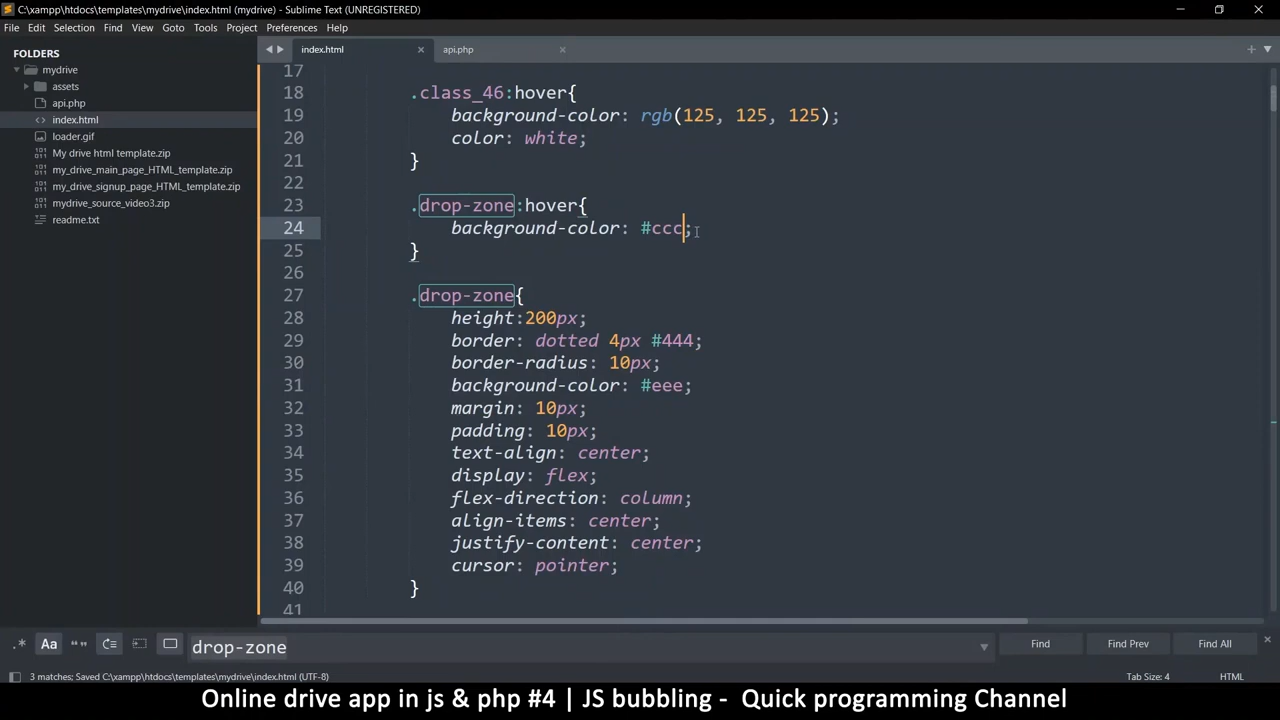 C:\xampp\htdocs\templates\mydrive\index.html (mydrive) - Sublime Text (UNREGISTERED)
File Edit Selection Find View Goto Tools Project Preferences Help
FOLDERS
mydrive
assets
api.php
index.html
loader.gif
My drive html template.zip
my_drive_main_page_HTML_template.zip
my_drive_signup_page_HTML_template.zip
mydrive_source_video3.zip
readme.txt
index.html api.php
17
18 .class_46:hover{
19 background-color: rgb(125, 125, 125);
20 color: white;
21 }
22
23 .drop-zone:hover{
24 background-color: #ccc;
25 }
26
27 .drop-zone{
28 height:200px;
29 border: dotted 4px #444;
30 border-radius: 10px;
31 background-color: #eee;
32 margin: 10px;
33 padding: 10px;
34 text-align: center;
35 display: flex;
36 flex-direction: column;
37 align-items: center;
38 justify-content: center;
39 cursor: pointer;
40 }
41
.* Aa “” drop-zone Find Find Prev Find All
3 matches; Saved C:\xampp\htdocs\templates\mydrive\index.html (UTF-8) Tab Size: 4 HTML
Online drive app in js & php #4 | JS bubbling - Quick programming Channel